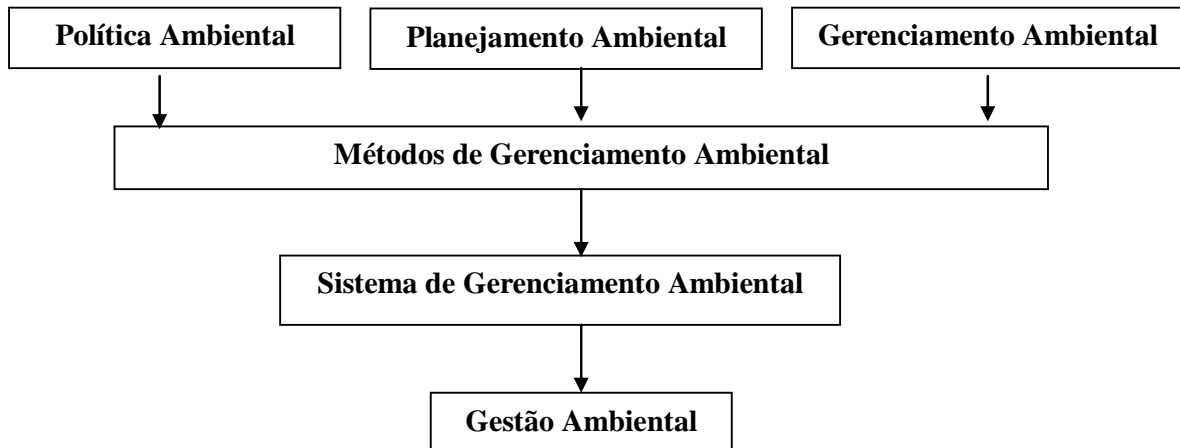 Política Ambiental
Planejamento Ambiental
Gerenciamento Ambiental
Métodos de Gerenciamento Ambiental
Sistema de Gerenciamento Ambiental
Gestão Ambiental